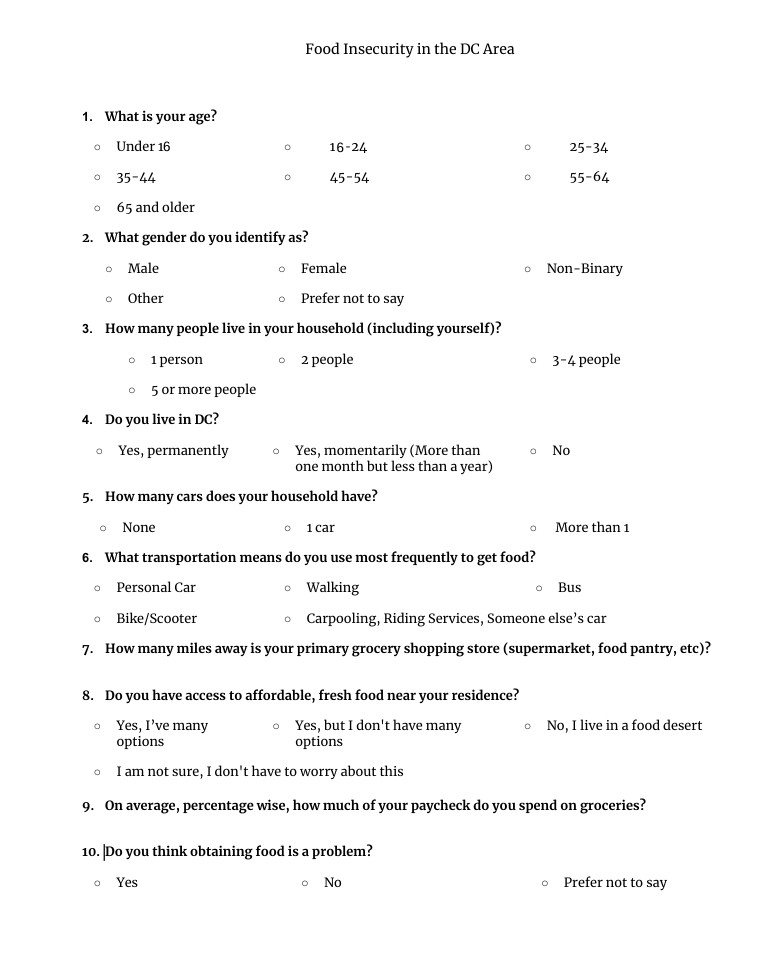 Food Insecurity in the DC Area
1. What is your age?
○ Under 16 ○ 16-24 ○ 25-34
○ 35-44 ○ 45-54 ○ 55-64
○ 65 and older
2. What gender do you identify as?
○ Male ○ Female ○ Non-Binary
○ Other ○ Prefer not to say
3. How many people live in your household (including yourself)?
○ 1 person ○ 2 people ○ 3-4 people
○ 5 or more people
4. Do you live in DC?
○ Yes, permanently ○ Yes, momentarily (More than ○ No
one month but less than a year)
5. How many cars does your household have?
○ None ○ 1 car ○ More than 1
6. What transportation means do you use most frequently to get food?
○ Personal Car ○ Walking ○ Bus
○ Bike/Scooter ○ Carpooling, Riding Services, Someone else's car
7. How many miles away is your primary grocery shopping store (supermarket, food pantry, etc)?
8. Do you have access to affordable, fresh food near your residence?
○ Yes, I've many ○ Yes, but I don't have many ○ No, I live in a food desert
options options
○ I am not sure, I don't have to worry about this
9. On average, percentage wise, how much of your paycheck do you spend on groceries?
10. Do you think obtaining food is a problem?
○ Yes ○ No ○ Prefer not to say